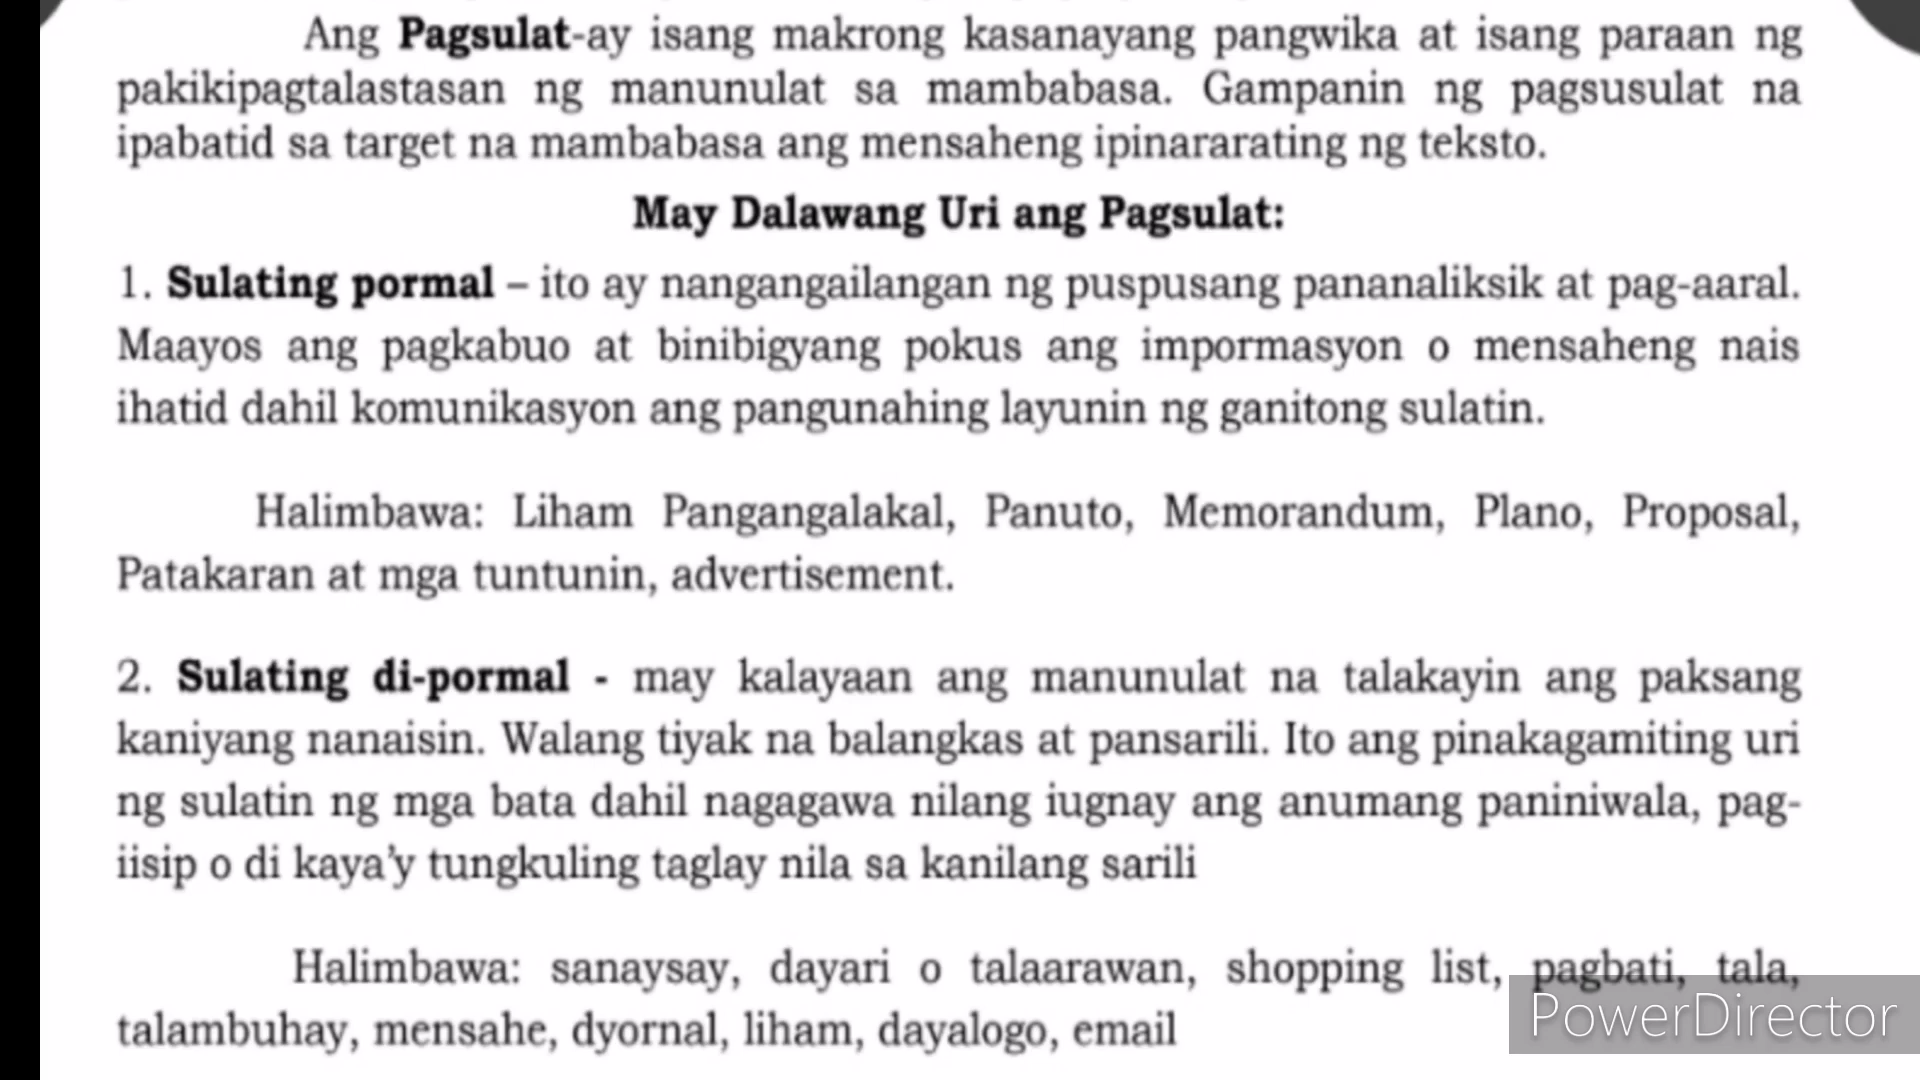 Ang Pagsulat-ay isang makrong kasanayang pangwika at isang paraan ng
pakikipagtalastasan ng manunulat sa mambabasa. Gampanin ng pagsusulat na
ipabatid sa target na mambabasa ang mensaheng ipinararating ng teksto.
May Dalawang Uri ang Pagsulat:
1. Sulating pormal – ito ay nangangailangan ng puspusang pananaliksik at pag-aaral.
Maayos ang pagkabuo at binibigyang pokus ang impormasyon o mensaheng nais
ihatid dahil komunikasyon ang pangunahing layunin ng ganitong sulatin.
Halimbawa: Liham Pangangalakal, Panuto, Memorandum, Plano, Proposal,
Patakaran at mga tuntunin, advertisement.
2. Sulating di-pormal - may kalayaan ang manunulat na talakayin ang paksang
kaniyang nanaisin. Walang tiyak na balangkas at pansarili. Ito ang pinakagamiting uri
ng sulatin ng mga bata dahil nagagawa nilang iugnay ang anumang paniniwala, pag-
iisip o di kaya'y tungkuling taglay nila sa kanilang sarili
Halimbawa: sanaysay, dayari o talaarawan, shopping list, pagbati, tala,
talambuhay, mensahe, dyornal, liham, dayalogo, email
PowerDirector